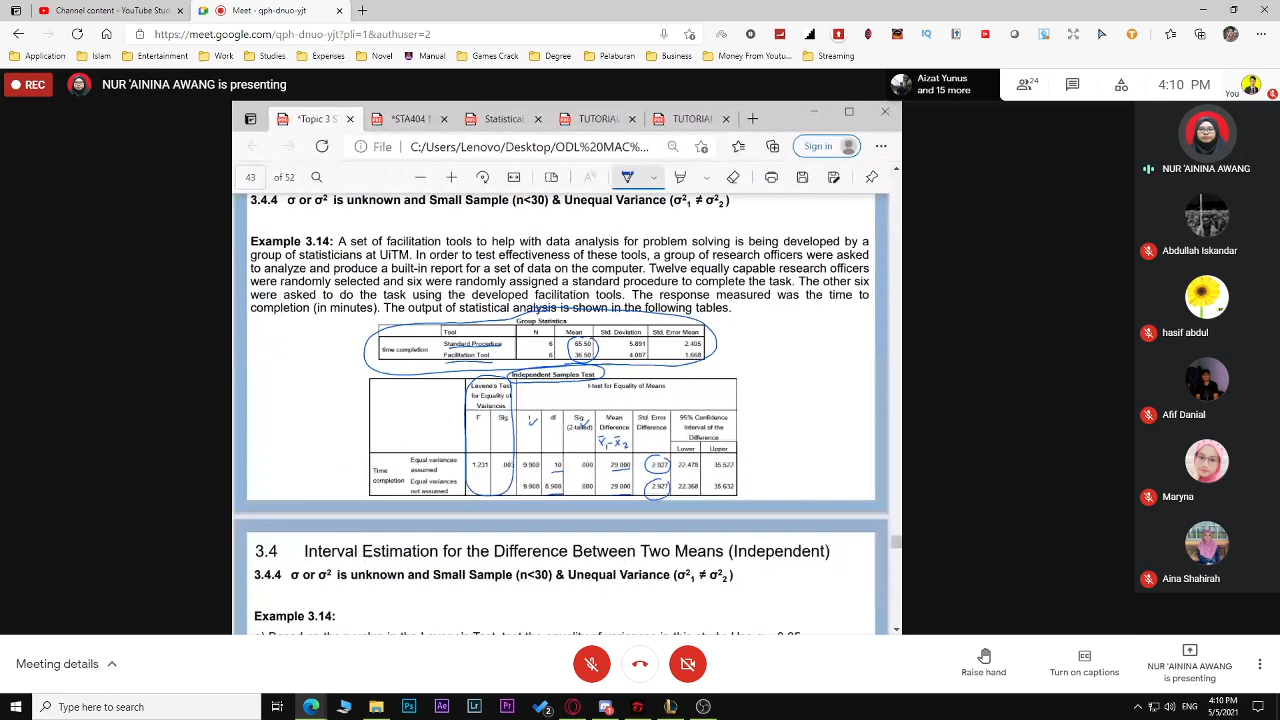 Channel content - YouTube Studio
Meet - qph-dnuo-yjt
https://meet.google.com/qph-dnuo-yjt?pli=1&authuser=2
Application
Islam
Entertainment
Work
Studies
Expenses
Novel
Manual
Games Crack
Degree
Pelaburan
Business
Money From Youtu...
Streaming
REC
NUR 'AININA AWANG is presenting
Aizat Yunus
and 15 more
24
4:10 PM
You
*Topic 3 S
*STA404 N
Statistical
TUTORIAL
TUTORIAL
File
C:/Users/Lenovo/Desktop/ODL%20MAC%...
Sign in
43 of 52
3.4.4 σ or σ² is unknown and Small Sample (n<30) & Unequal Variance (σ²₁ ≠ σ²₂)
Example 3.14: A set of facilitation tools to help with data analysis for problem solving is being developed by a
group of statisticians at UiTM. In order to test effectiveness of these tools, a group of research officers were asked
to analyze and produce a built-in report for a set of data on the computer. Twelve equally capable research officers
were randomly selected and six were randomly assigned a standard procedure to complete the task. The other six
were asked to do the task using the developed facilitation tools. The response measured was the time to
completion (in minutes). The output of statistical analysis is shown in the following tables.
Group Statistics
Tool N Mean Std. Deviation Std. Error Mean
time completion
Standard Procedure 6 65.50 5.891 2.405
Facilitation Tool 6 36.50 4.087 1.668
Independent Samples Test
Levene's Test
for Equality of
Variances
t-test for Equality of Means
F Sig t df
Sig
(2-tailed)
Mean
Difference
x̄₁-x̄₂
Std. Error
Difference
95% Confidence
Interval of the
Difference
Lower Upper
Time
completion
Equal variances
assumed
1.231 .003 9.908 10 .000 29.000 2.927 22.478 35.522
Equal variances
not assumed
9.908 8.908 .000 29.000 2.927 22.368 35.632
3.4 Interval Estimation for the Difference Between Two Means (Independent)
3.4.4 σ or σ² is unknown and Small Sample (n<30) & Unequal Variance (σ²₁ ≠ σ²₂)
Example 3.14:
NUR 'AININA AWANG
Abdullah Iskandar
hasif abdul
Afif Danial
Maryna
Aina Shahirah
Meeting details
Raise hand
Turn on captions
NUR 'AININA AWANG
is presenting
Type here to search
4:10 PM
5/5/2021